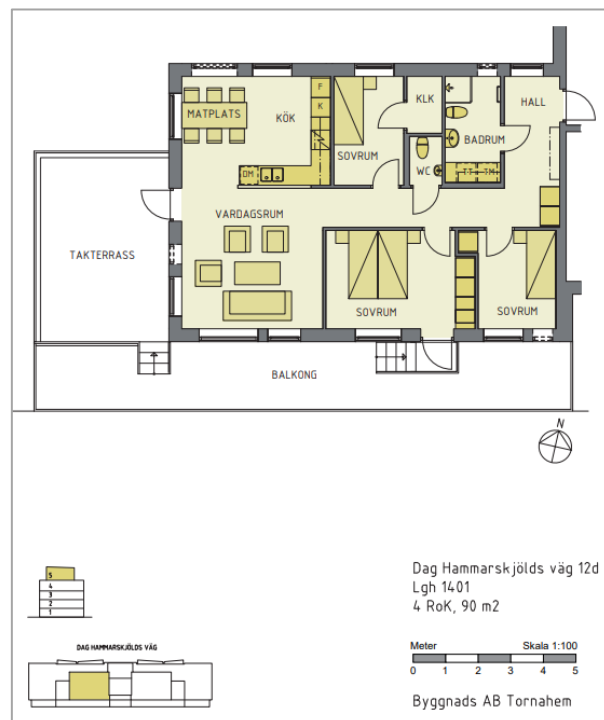 MATPLATS
KÖK
F
K
DM
SOVRUM
KLK
WC
BADRUM
TT
TM
HALL
VARDAGSRUM
TAKTERRASS
SOVRUM
SOVRUM
BALKONG
N
5
4
3
2
1
DAG HAMMARSKJÖLDS VÄG
Dag Hammarskjölds väg 12d
Lgh 1401
4 RoK, 90 m2
Meter Skala 1:100
0 1 2 3 4 5
Byggnads AB Tornahem